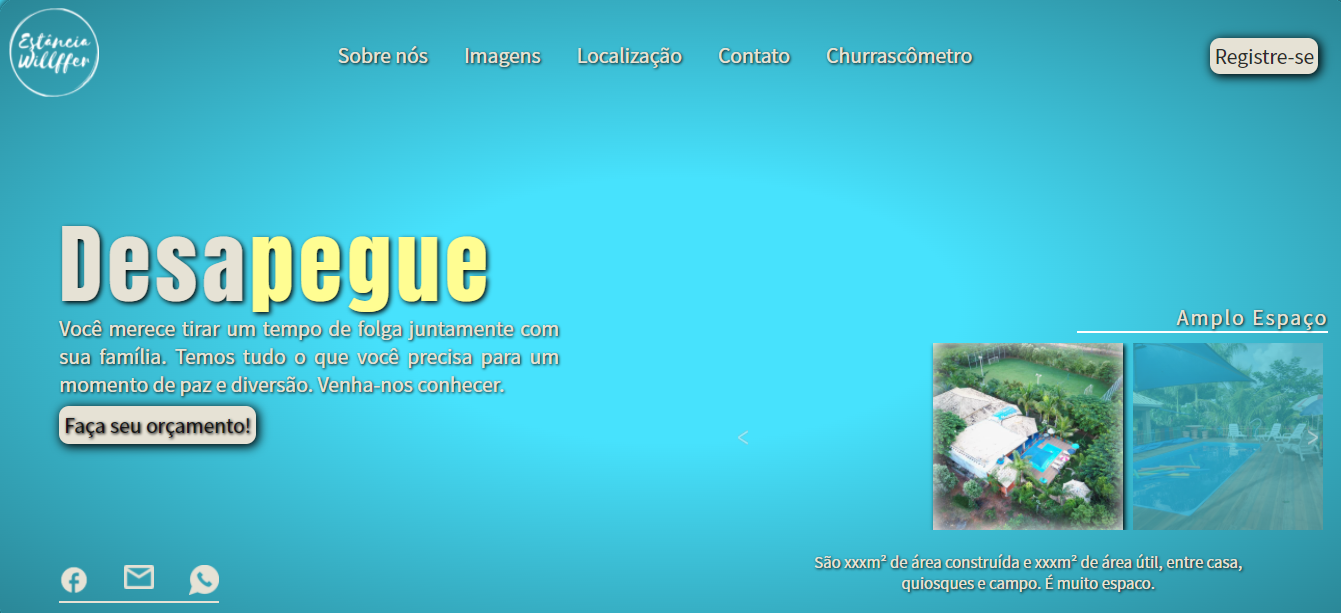 Estância
Willffer
Sobre nós
Imagens
Localização
Contato
Churrascômetro
Registre-se
Desapegue
Você merece tirar um tempo de folga juntamente com
sua família. Temos tudo o que você precisa para um
momento de paz e diversão. Venha-nos conhecer.
Faça seu orçamento!
Amplo Espaço
<
>
São xxxm² de área construída e xxxm² de área útil, entre casa,
quiosques e campo. É muito espaco.